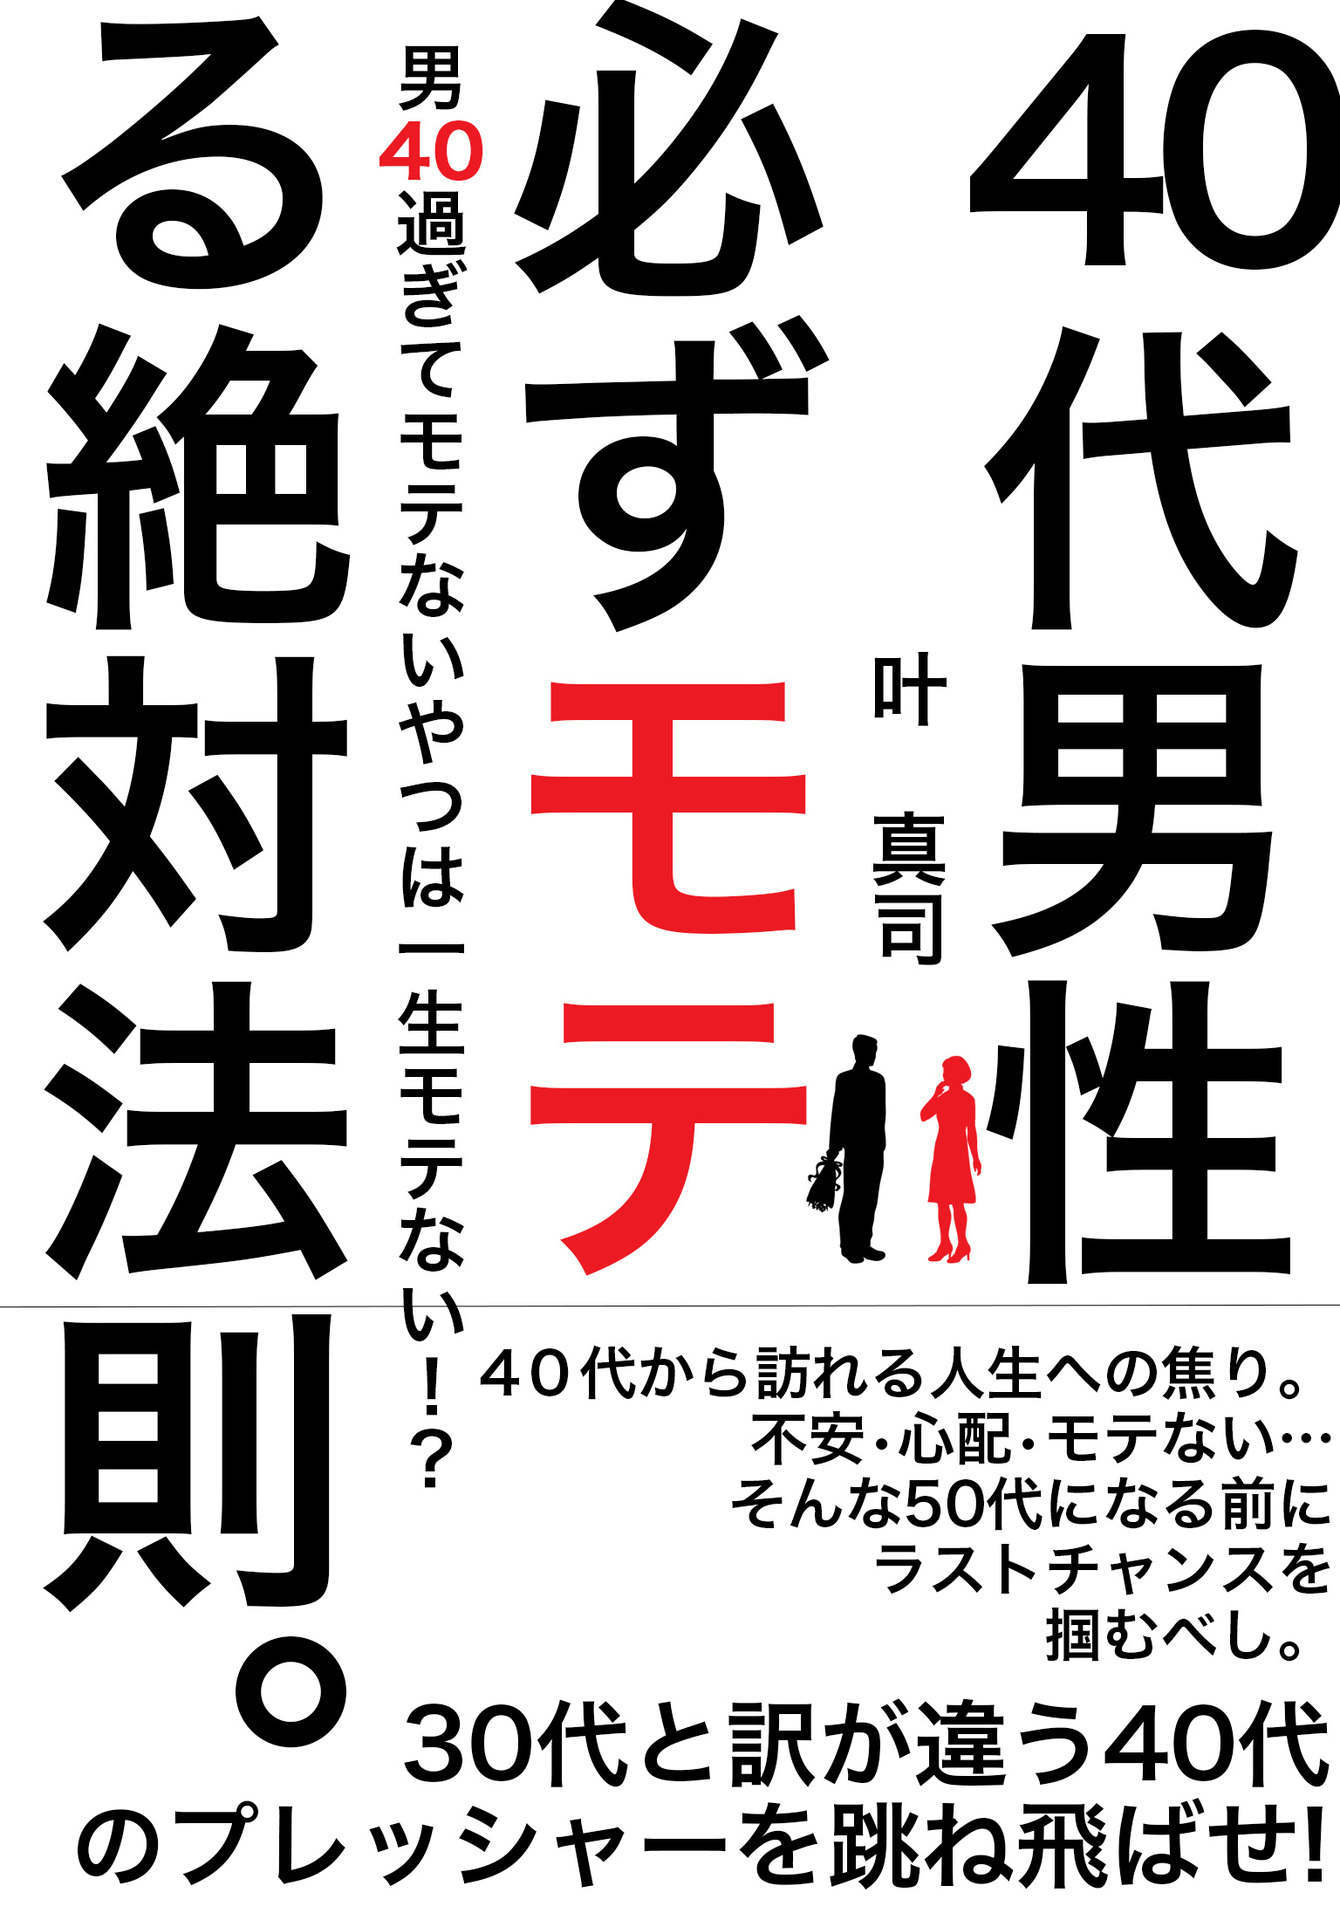 40代男性
必ずモテ
る絶対法則。
叶 真司
男40過ぎてモテないやつは一生モテない!?
40代から訪れる人生への焦り。
不安・心配・モテない…
そんな50代になる前に
ラストチャンスを
掴むべし。
30代と訳が違う40代
のプレッシャーを跳ね飛ばせ!